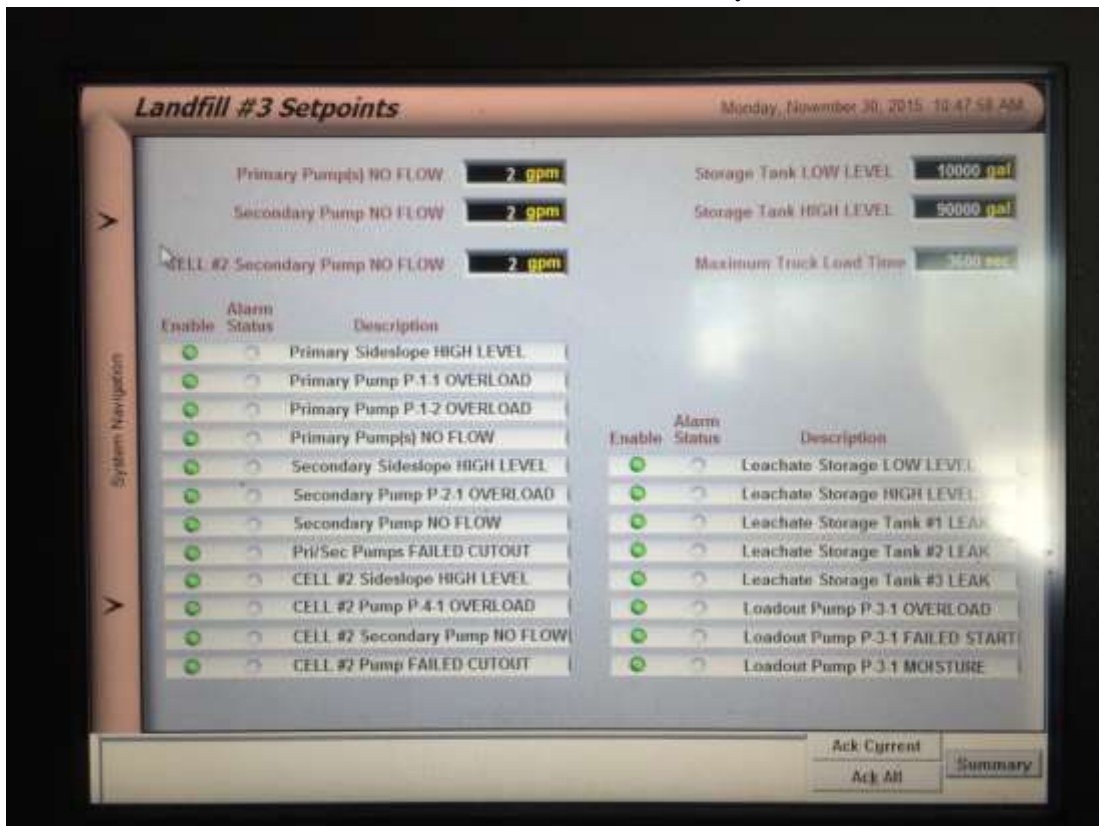 Landfill #3 Setpoints
Monday, November 30, 2015 10:47:58 AM
Primary Pump(s) NO FLOW 2 gpm
Secondary Pump NO FLOW 2 gpm
CELL #2 Secondary Pump NO FLOW 2 gpm
Storage Tank LOW LEVEL 10000 gal
Storage Tank HIGH LEVEL 90000 gal
Maximum Truck Load Time 3600 sec
System Navigation
Enable Alarm Status Description
Primary Sideslope HIGH LEVEL
Primary Pump P-1-1 OVERLOAD
Primary Pump P-1-2 OVERLOAD
Primary Pump(s) NO FLOW
Secondary Sideslope HIGH LEVEL
Secondary Pump P-2-1 OVERLOAD
Secondary Pump NO FLOW
Pri/Sec Pumps FAILED CUTOUT
CELL #2 Sideslope HIGH LEVEL
CELL #2 Pump P-4-1 OVERLOAD
CELL #2 Secondary Pump NO FLOW
CELL #2 Pump FAILED CUTOUT
Enable Alarm Status Description
Leachate Storage LOW LEVEL
Leachate Storage HIGH LEVEL
Leachate Storage Tank #1 LEAK
Leachate Storage Tank #2 LEAK
Leachate Storage Tank #3 LEAK
Loadout Pump P-3-1 OVERLOAD
Loadout Pump P-3-1 FAILED START
Loadout Pump P-3-1 MOISTURE
Ack Current
Ack All
Summary